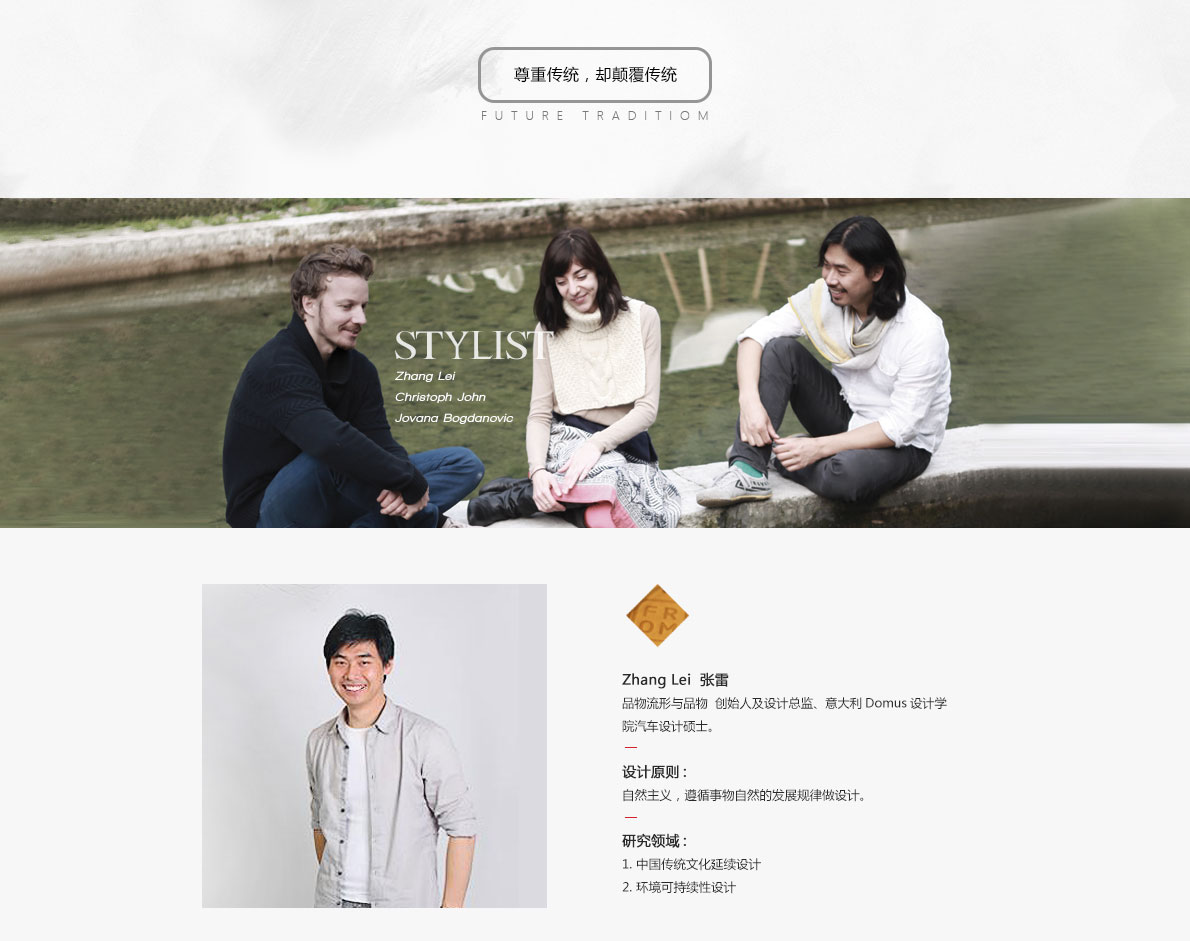 尊重传统，却颠覆传统
FUTURE TRADITIOM
STYLIST
Zhang Lei
Christoph John
Jovana Bogdanovic
FR
OM
Zhang Lei 张雷
品物流形与品物 创始人及设计总监、意大利 Domus 设计学
院汽车设计硕士。
设计原则 :
自然主义，遵循事物自然的发展规律做设计。
研究领域 :
1. 中国传统文化延续设计
2. 环境可持续性设计